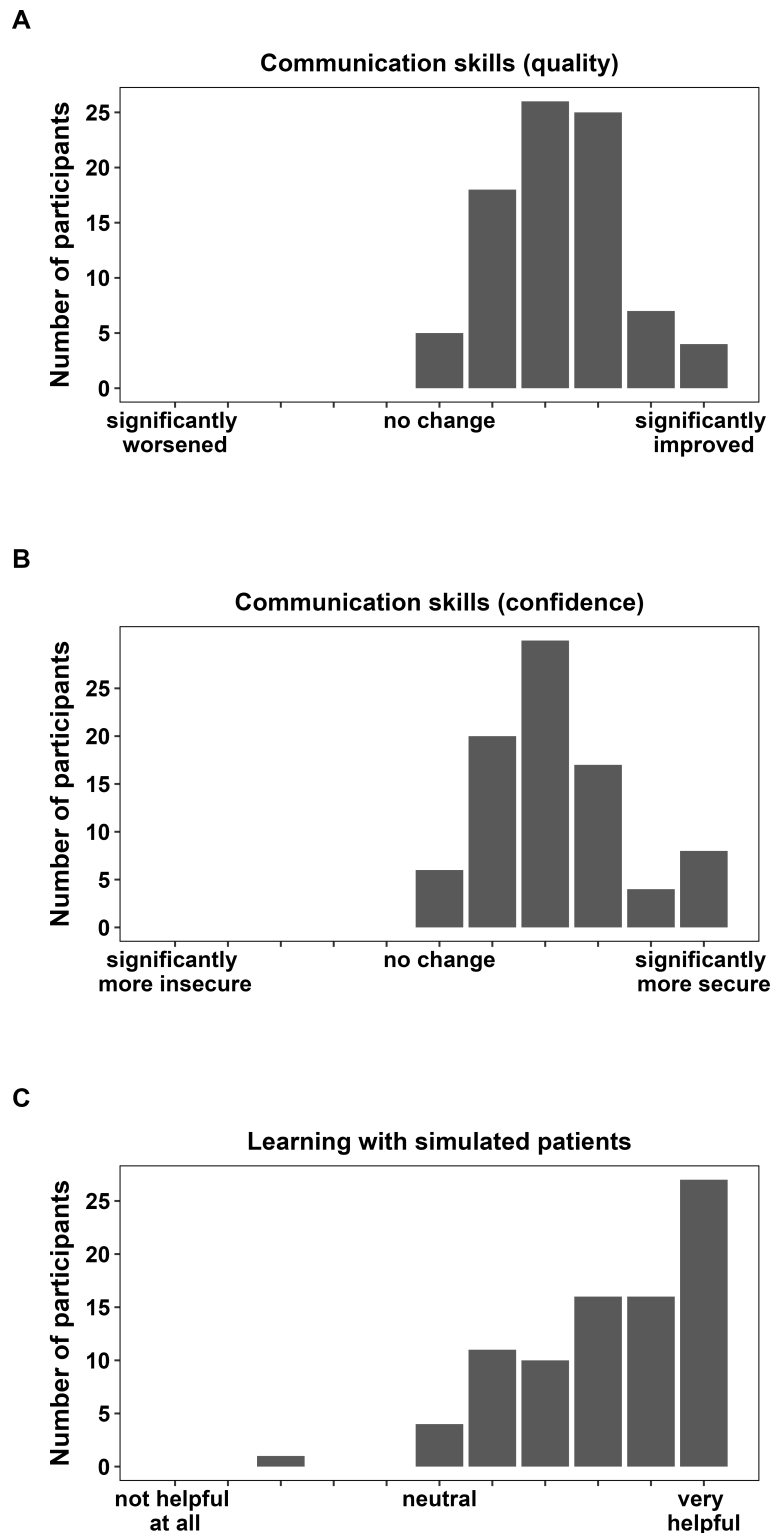 A
Communication skills (quality)
Number of participants
25
20
15
10
5
0
significantly worsened
no change
significantly improved
B
Communication skills (confidence)
Number of participants
25
20
15
10
5
0
significantly more insecure
no change
significantly more secure
C
Learning with simulated patients
Number of participants
25
20
15
10
5
0
not helpful at all
neutral
very helpful